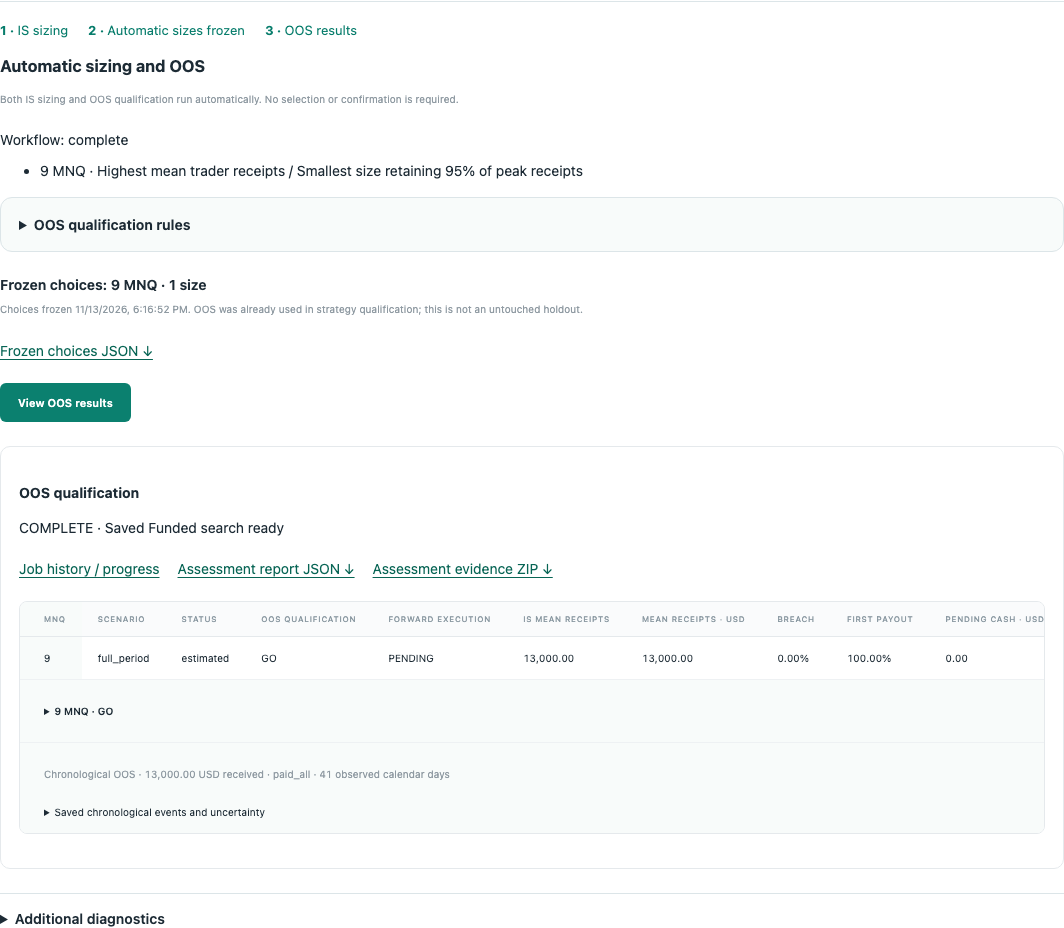 1 · IS sizing 2 · Automatic sizes frozen 3 · OOS results
Automatic sizing and OOS
Both IS sizing and OOS qualification run automatically. No selection or confirmation is required.
Workflow: complete
• 9 MNQ · Highest mean trader receipts / Smallest size retaining 95% of peak receipts
▶ OOS qualification rules
Frozen choices: 9 MNQ · 1 size
Choices frozen 11/13/2026, 6:16:52 PM. OOS was already used in strategy qualification; this is not an untouched holdout.
Frozen choices JSON ↓
View OOS results
OOS qualification
COMPLETE · Saved Funded search ready
Job history / progress Assessment report JSON ↓ Assessment evidence ZIP ↓
MNQ SCENARIO STATUS OOS QUALIFICATION FORWARD EXECUTION IS MEAN RECEIPTS MEAN RECEIPTS · USD BREACH FIRST PAYOUT PENDING CASH · USD
9 full_period estimated GO PENDING 13,000.00 13,000.00 0.00% 100.00% 0.00
▶ 9 MNQ · GO
Chronological OOS · 13,000.00 USD received · paid_all · 41 observed calendar days
▶ Saved chronological events and uncertainty
▶ Additional diagnostics